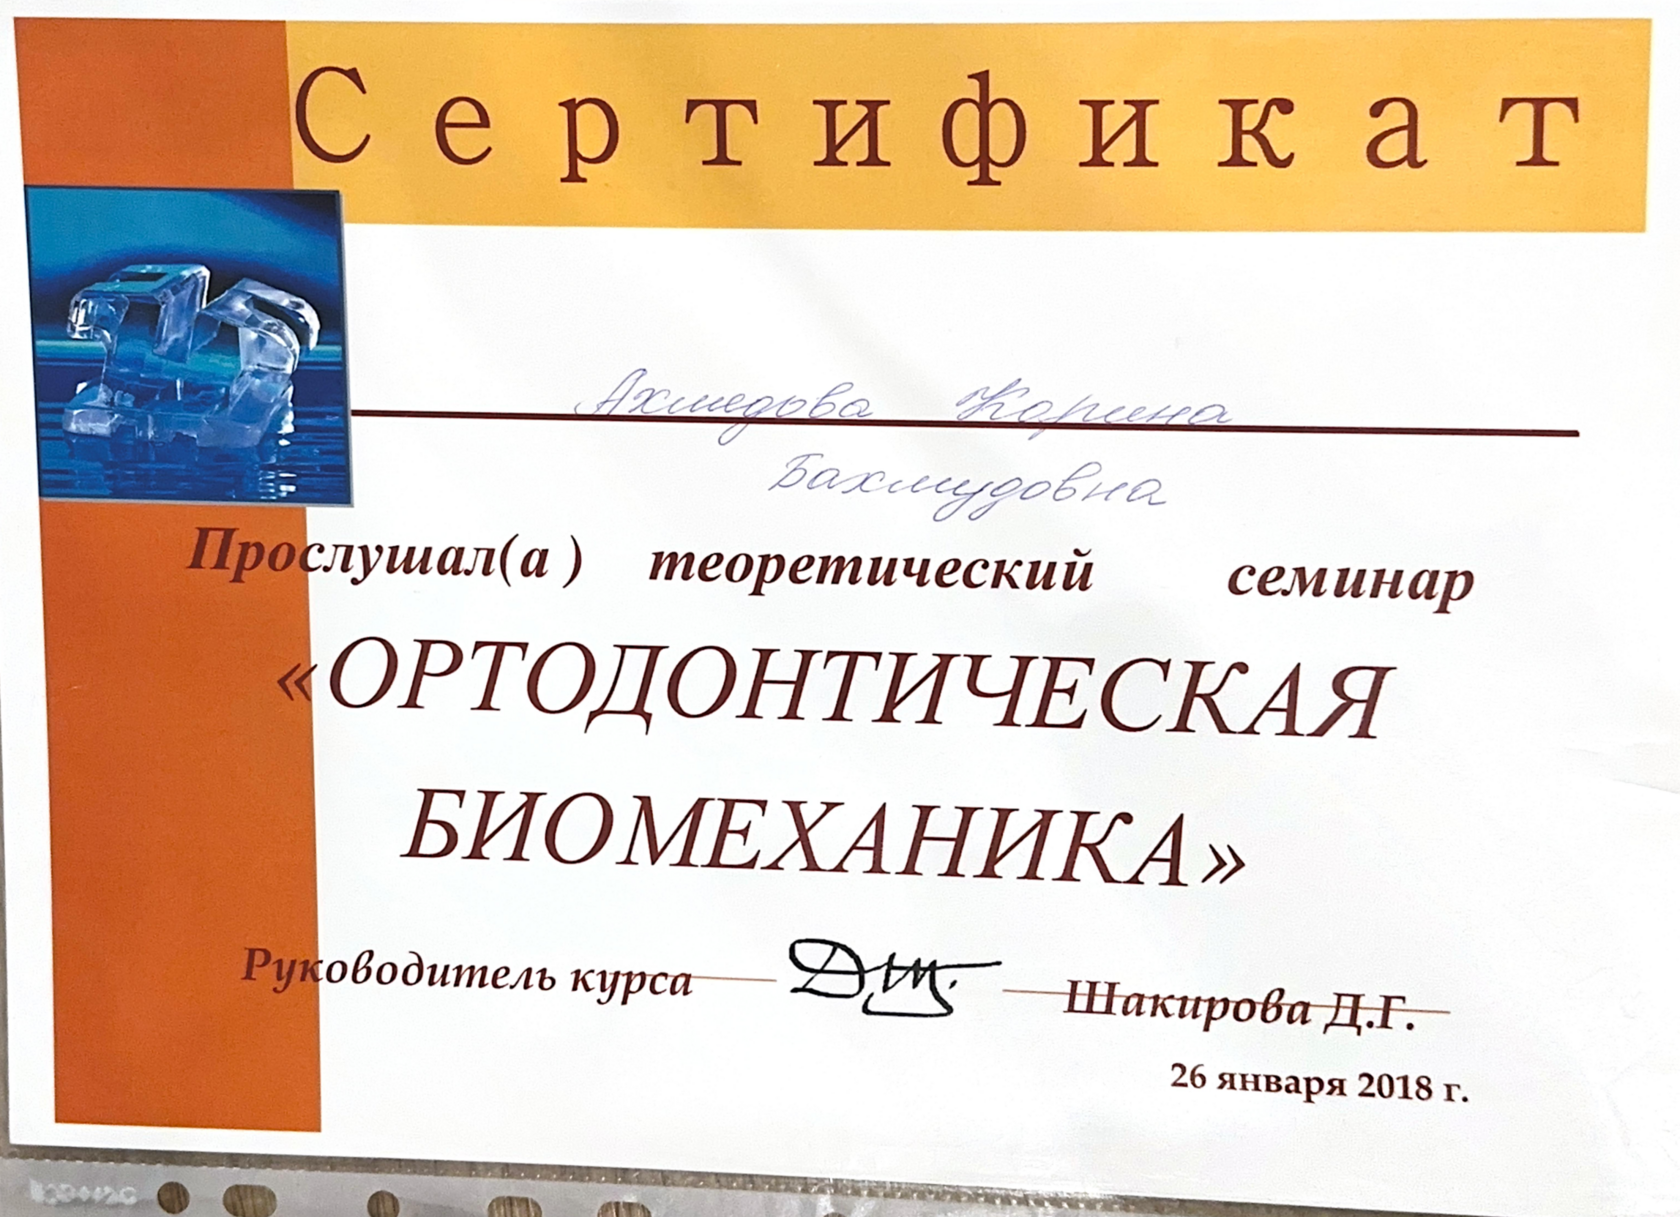 Сертификат
Ахмедова Карина
Бахмудовна
Прослушал(а ) теоретический семинар
«ОРТОДОНТИЧЕСКАЯ
БИОМЕХАНИКА»
Руководитель курса Шакирова Д.Г.
26 января 2018 г.